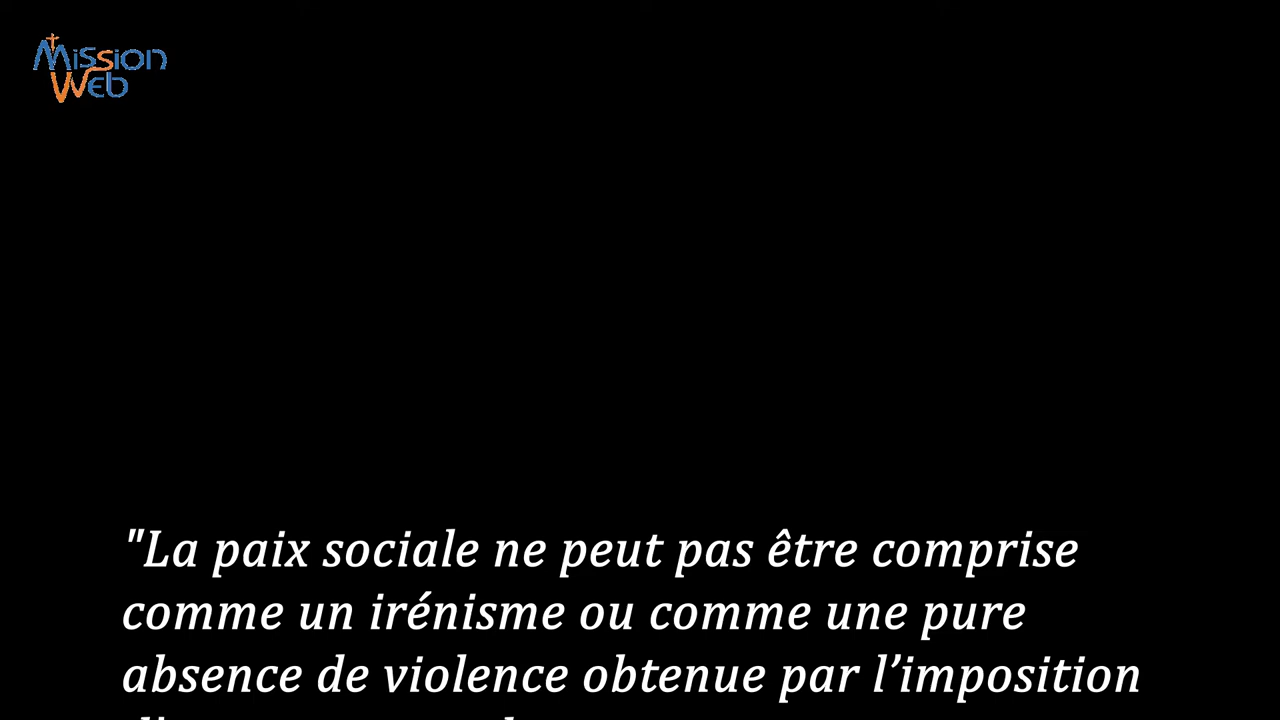 Mission
Web
"La paix sociale ne peut pas être comprise
comme un irénisme ou comme une pure
absence de violence obtenue par l’imposition